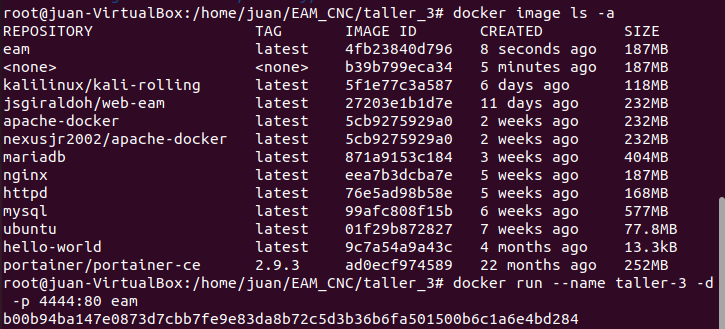 root@juan-VirtualBox:/home/juan/EAM_CNC/taller_3# docker image ls -a
REPOSITORY TAG IMAGE ID CREATED SIZE
eam latest 4fb23840d796 8 seconds ago 187MB
<none> <none> b39b799eca34 5 minutes ago 187MB
kalilinux/kali-rolling latest 5f1e77c3a587 6 days ago 118MB
jsgiraldoh/web-eam latest 27203e1b1d7e 11 days ago 232MB
apache-docker latest 5cb9275929a0 2 weeks ago 232MB
nexusjr2002/apache-docker latest 5cb9275929a0 2 weeks ago 232MB
mariadb latest 871a9153c184 3 weeks ago 404MB
nginx latest eea7b3dcba7e 5 weeks ago 187MB
httpd latest 76e5ad98b58e 5 weeks ago 168MB
mysql latest 99afc808f15b 6 weeks ago 577MB
ubuntu latest 01f29b872827 7 weeks ago 77.8MB
hello-world latest 9c7a54a9a43c 4 months ago 13.3kB
portainer/portainer-ce 2.9.3 ad0ecf974589 22 months ago 252MB
root@juan-VirtualBox:/home/juan/EAM_CNC/taller_3# docker run --name taller-3 -d
-p 4444:80 eam
b00b94ba147e0873d7cbb7fe9e83da8b72c5d3b36b6fa501500b6c1a6e4bd284